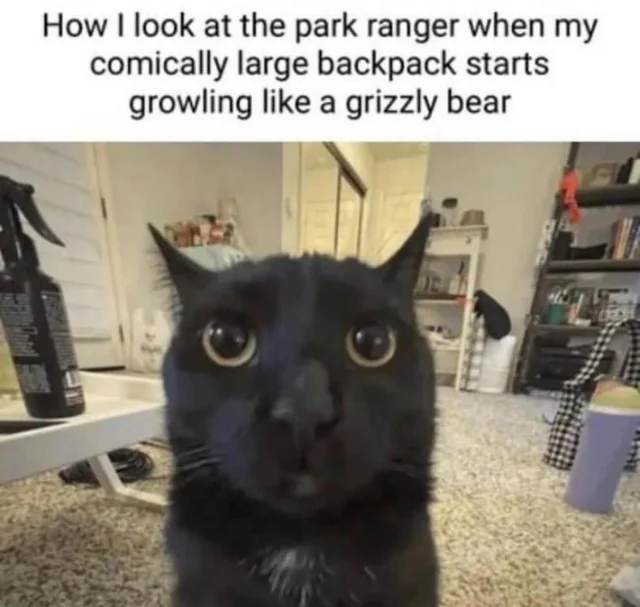 How I look at the park ranger when my
comically large backpack starts
growling like a grizzly bear